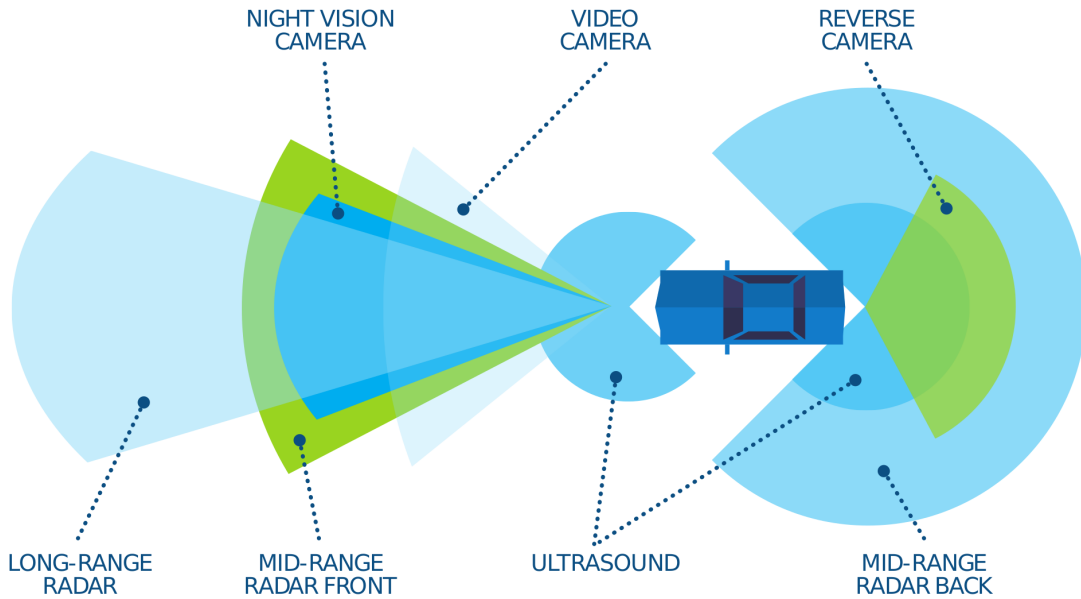 NIGHT VISION
CAMERA
VIDEO
CAMERA
REVERSE
CAMERA
LONG-RANGE
RADAR
MID-RANGE
RADAR FRONT
ULTRASOUND
MID-RANGE
RADAR BACK